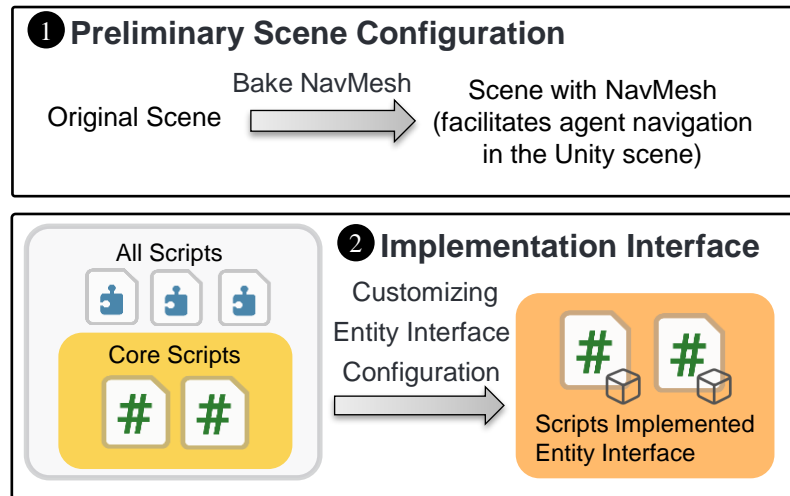 1 Preliminary Scene Configuration
Bake NavMesh
Original Scene
Scene with NavMesh
(facilitates agent navigation
in the Unity scene)
2 Implementation Interface
All Scripts
Core Scripts
# #
Customizing
Entity Interface
Configuration
# #
Scripts Implemented
Entity Interface